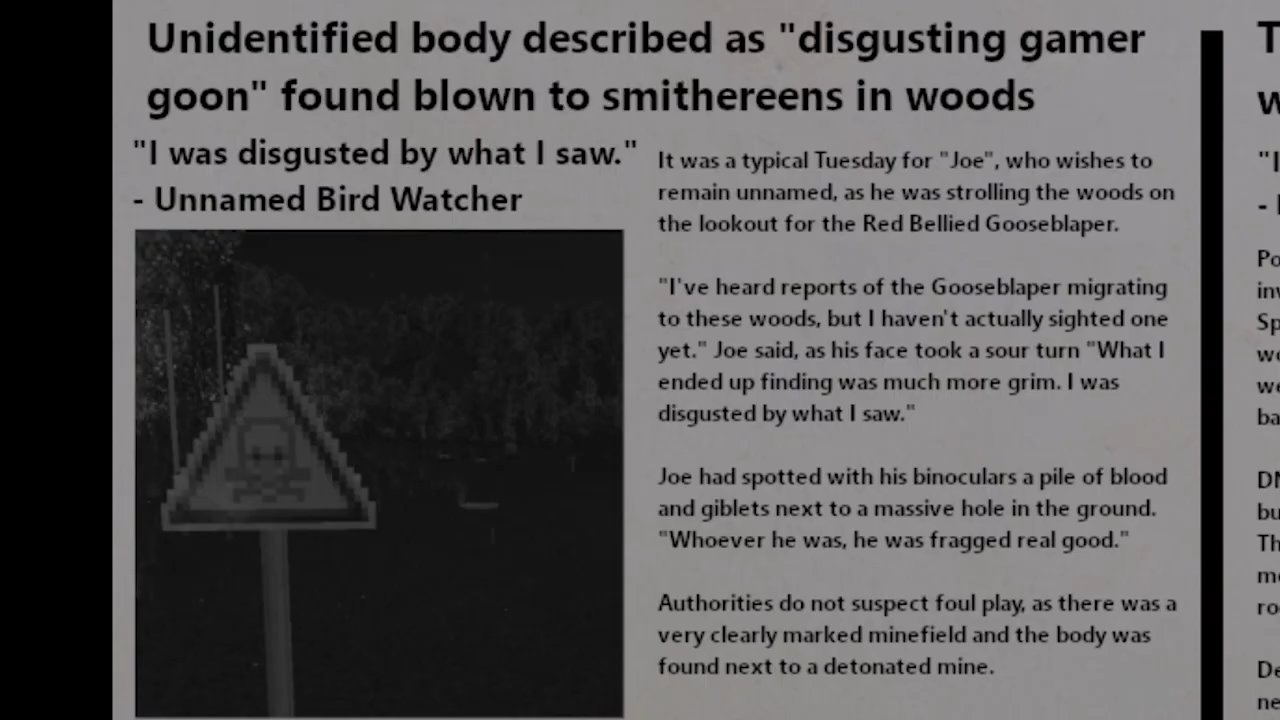 Unidentified body described as "disgusting gamer
goon" found blown to smithereens in woods
"I was disgusted by what I saw."
- Unnamed Bird Watcher
It was a typical Tuesday for "Joe", who wishes to
remain unnamed, as he was strolling the woods on
the lookout for the Red Bellied Gooseblaper.
"I've heard reports of the Gooseblaper migrating
to these woods, but I haven't actually sighted one
yet." Joe said, as his face took a sour turn "What I
ended up finding was much more grim. I was
disgusted by what I saw."
Joe had spotted with his binoculars a pile of blood
and giblets next to a massive hole in the ground.
"Whoever he was, he was fragged real good."
Authorities do not suspect foul play, as there was a
very clearly marked minefield and the body was
found next to a detonated mine.